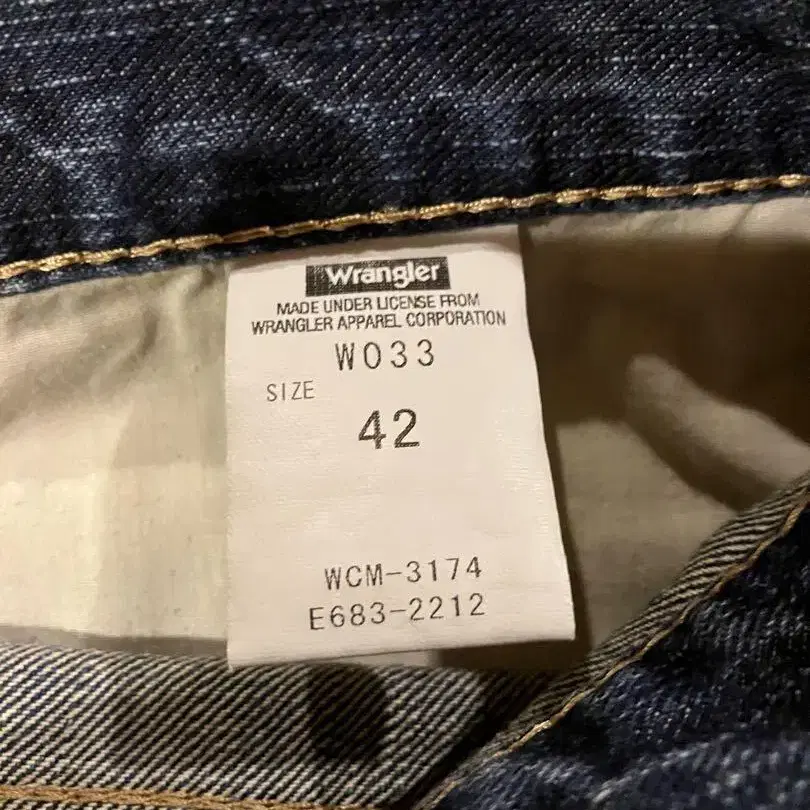 Wrangler
MADE UNDER LICENSE FROM
WRANGLER APPAREL CORPORATION
W033
SIZE
42
WCM-3174
E683-2212